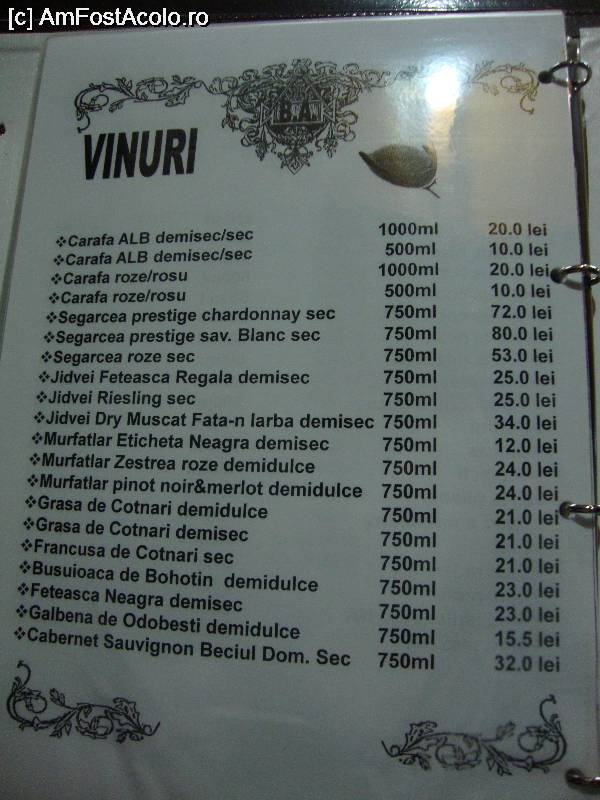 [c] AmFostAcolo.ro
B.A.
VINURI
❖Carafa ALB demisec/sec 1000ml 20.0 lei
❖Carafa ALB demisec/sec 500ml 10.0 lei
❖Carafa roze/rosu 1000ml 20.0 lei
❖Carafa roze/rosu 500ml 10.0 lei
❖Segarcea prestige chardonnay sec 750ml 72.0 lei
❖Segarcea prestige sav. Blanc sec 750ml 80.0 lei
❖Segarcea roze sec 750ml 53.0 lei
❖Jidvei Feteasca Regala demisec 750ml 25.0 lei
❖Jidvei Riesling sec 750ml 25.0 lei
❖Jidvei Dry Muscat Fata-n Iarba demisec 750ml 34.0 lei
❖Murfatlar Eticheta Neagra demisec 750ml 12.0 lei
❖Murfatlar Zestrea roze demidulce 750ml 24.0 lei
❖Murfatlar pinot noir&merlot demidulce 750ml 24.0 lei
❖Grasa de Cotnari demidulce 750ml 21.0 lei
❖Grasa de Cotnari demisec 750ml 21.0 lei
❖Francusa de Cotnari sec 750ml 21.0 lei
❖Busuioaca de Bohotin demidulce 750ml 23.0 lei
❖Feteasca Neagra demisec 750ml 23.0 lei
❖Galbena de Odobesti demidulce 750ml 15.5 lei
❖Cabernet Sauvignon Beciul Dom. Sec 750ml 32.0 lei